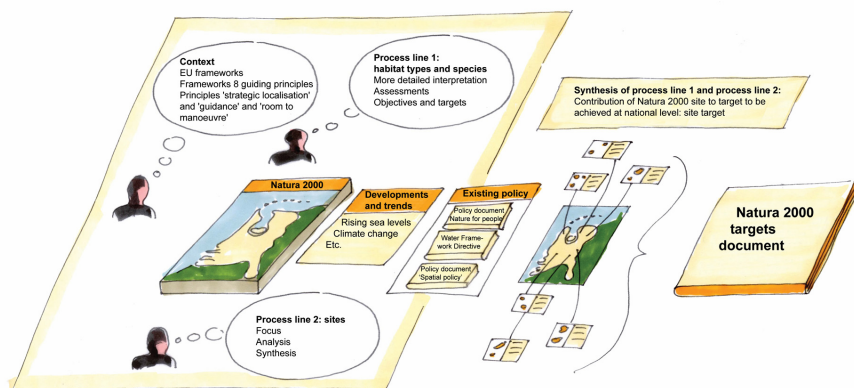 Context
EU frameworks
Frameworks 8 guiding principles
Principles 'strategic localisation'
and 'guidance' and 'room to
manoeuvre'
Process line 1:
habitat types and species
More detailed interpretation
Assessments
Objectives and targets
Synthesis of process line 1 and process line 2:
Contribution of Natura 2000 site to target to be
achieved at national level: site target
Natura 2000
Developments
and trends
Rising sea levels
Climate change
Etc.
Existing policy
Policy document
Nature for people
Water Frame-
work Directive
Policy document
'Spatial policy'
Natura 2000
targets
document
Process line 2: sites
Focus
Analysis
Synthesis